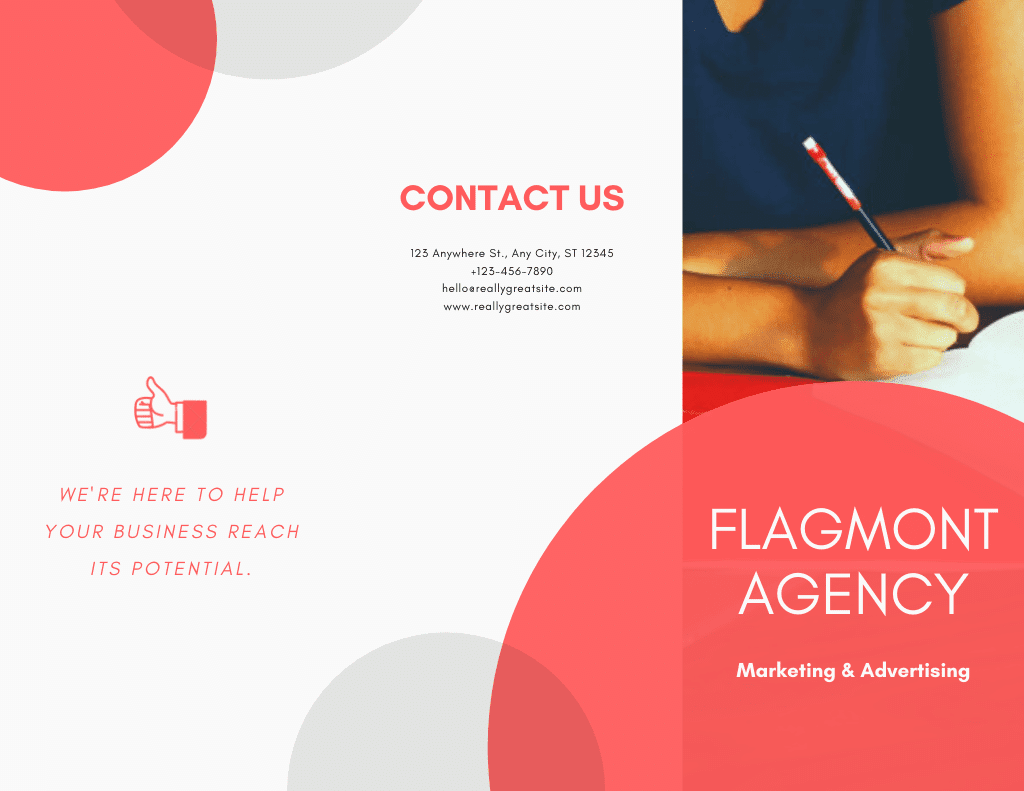 CONTACT US
123 Anywhere St., Any City, ST 12345
+123-456-7890
hello@reallygreatsite.com
www.reallygreatsite.com
WE'RE HERE TO HELP
YOUR BUSINESS REACH
ITS POTENTIAL.
FLAGMONT
AGENCY
Marketing & Advertising